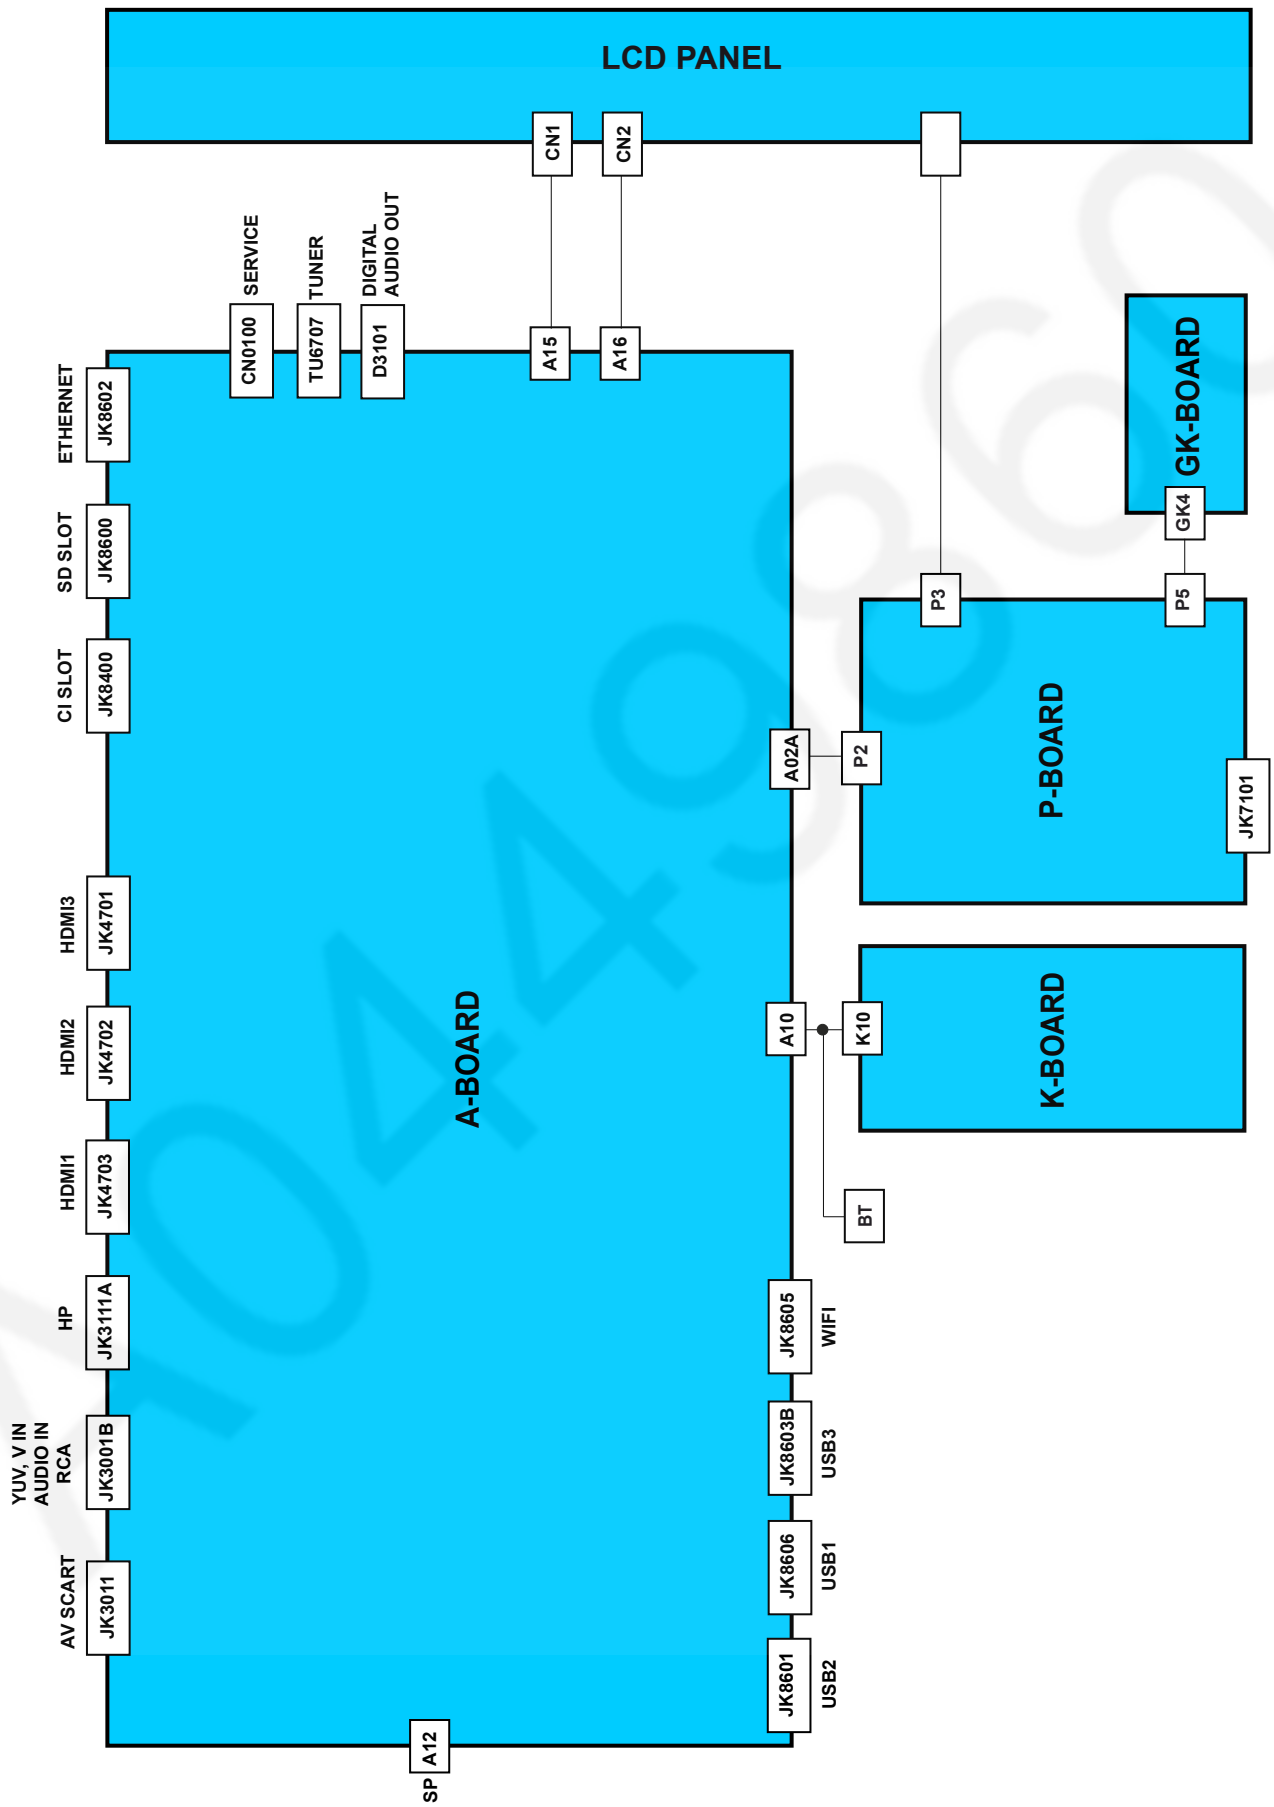 LCD PANEL
CN1
CN2
SERVICE
CN0100
TUNER
TU6707
DIGITAL
AUDIO OUT
D3101
A15
A16
ETHERNET
JK8602
SD SLOT
JK8600
CI SLOT
JK8400
HDMI3
JK4701
HDMI2
JK4702
HDMI1
JK4703
HP
JK3111A
YUV, V IN
AUDIO IN
RCA
JK3001B
AV SCART
JK3011
A-BOARD
SP
A12
A02A
A10
JK8605
WIFI
JK8603B
USB3
JK8606
USB1
JK8601
USB2
P2
P3
P5
P-BOARD
JK7101
GK4
GK-BOARD
K10
K-BOARD
BT